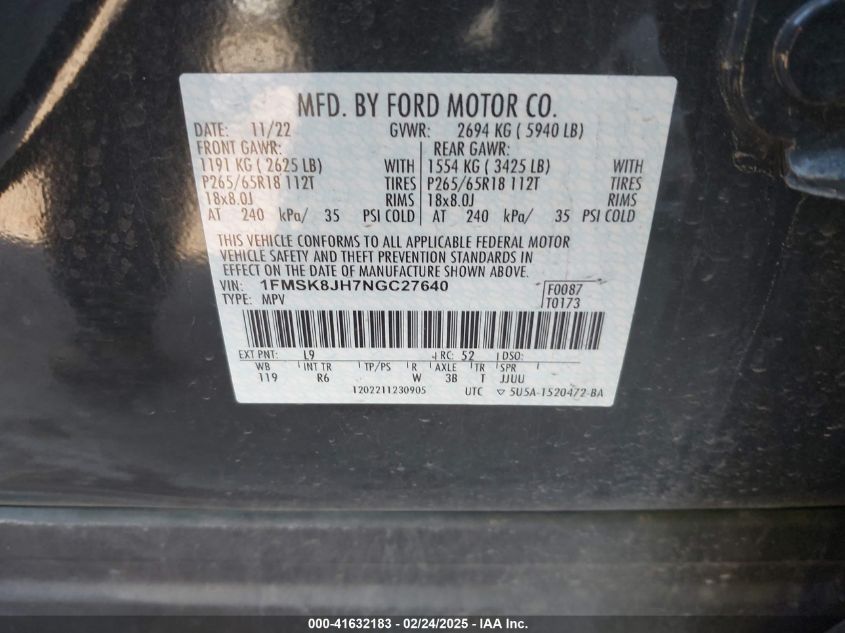 MFD. BY FORD MOTOR CO.
DATE: 11/22 GVWR: 2694 KG ( 5940 LB)
FRONT GAWR: REAR GAWR:
1191 KG ( 2625 LB) WITH 1554 KG ( 3425 LB) WITH
P265/65R18 112T TIRES P265/65R18 112T TIRES
18x8.0J RIMS 18x8.0J RIMS
AT 240 kPa/ 35 PSI COLD AT 240 kPa/ 35 PSI COLD
THIS VEHICLE CONFORMS TO ALL APPLICABLE FEDERAL MOTOR
VEHICLE SAFETY AND THEFT PREVENTION STANDARDS IN
EFFECT ON THE DATE OF MANUFACTURE SHOWN ABOVE.
VIN: 1FMSK8JH7NGC27640 F0087
TYPE: MPV T0173
EXT PNT: L9 RC: 52 DSO:
WB INT TR TP/PS R AXLE TR SPR
119 R6 W 3B T JJUU
1202211230905 UTC 5U5A-1520472-BA
000-41632183 - 02/24/2025 - IAA Inc.